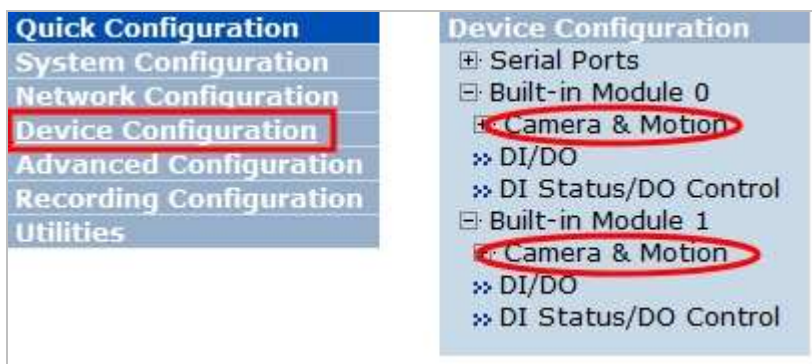 Quick Configuration
System Configuration
Network Configuration
Device Configuration
Advanced Configuration
Recording Configuration
Utilities
Device Configuration
Serial Ports
Built-in Module 0
Camera & Motion
DI/DO
DI Status/DO Control
Built-in Module 1
Camera & Motion
DI/DO
DI Status/DO Control